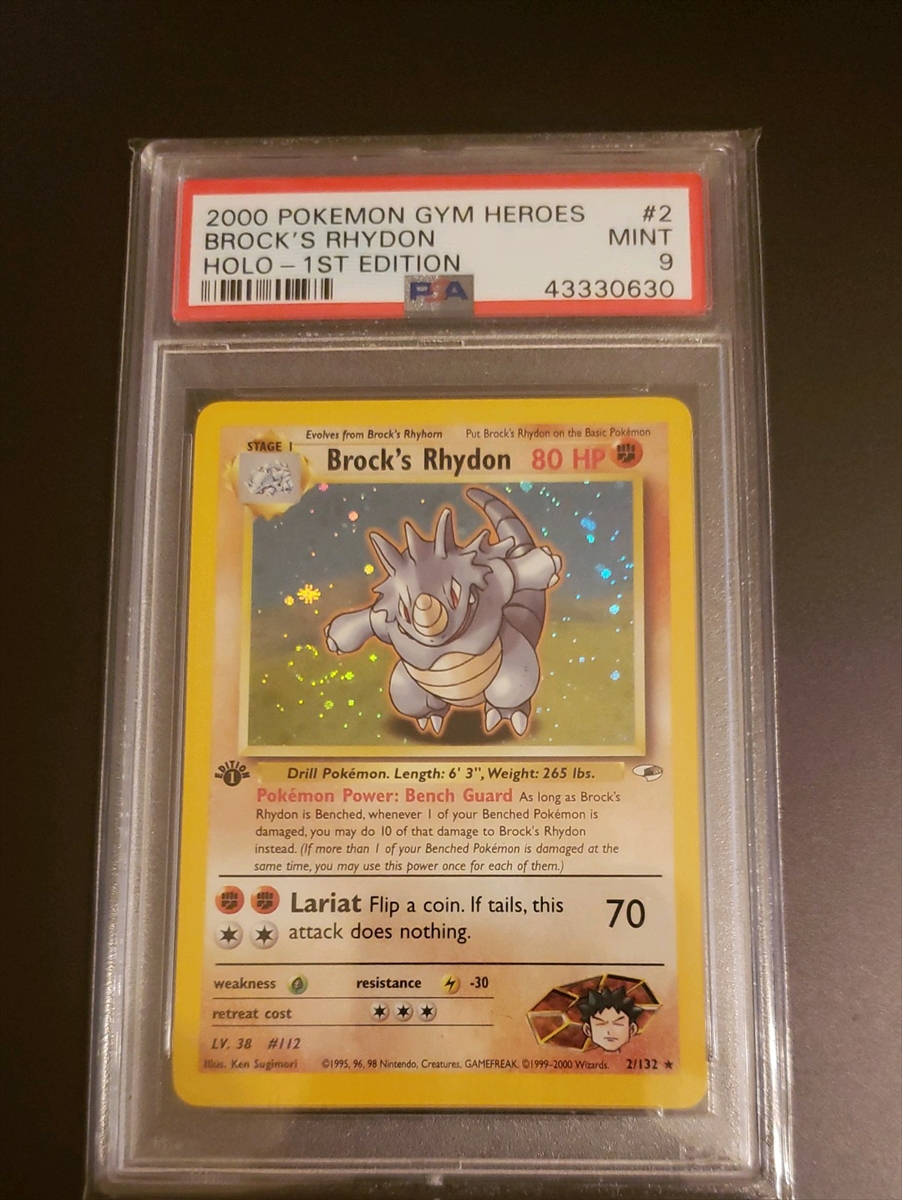 2000 POKEMON GYM HEROES #2
BROCK'S RHYDON MINT
HOLO - 1ST EDITION 9
PSA 43330630
Evolves from Brock's Rhyhorn Put Brock's Rhydon on the Basic Pokémon
STAGE 1
Brock's Rhydon 80 HP
EDITION 1
Drill Pokémon. Length: 6' 3", Weight: 265 lbs.
Pokémon Power: Bench Guard As long as Brock's
Rhydon is Benched, whenever 1 of your Benched Pokémon is
damaged, you may do 10 of that damage to Brock's Rhydon
instead. (If more than 1 of your Benched Pokémon is damaged at the
same time, you may use this power once for each of them.)
Lariat Flip a coin. If tails, this 70
attack does nothing.
weakness resistance -30
retreat cost
LV. 38 #112
Illus. Ken Sugimori ©1995, 96, 98 Nintendo, Creatures, GAMEFREAK. ©1999-2000 Wizards. 2/132 ★